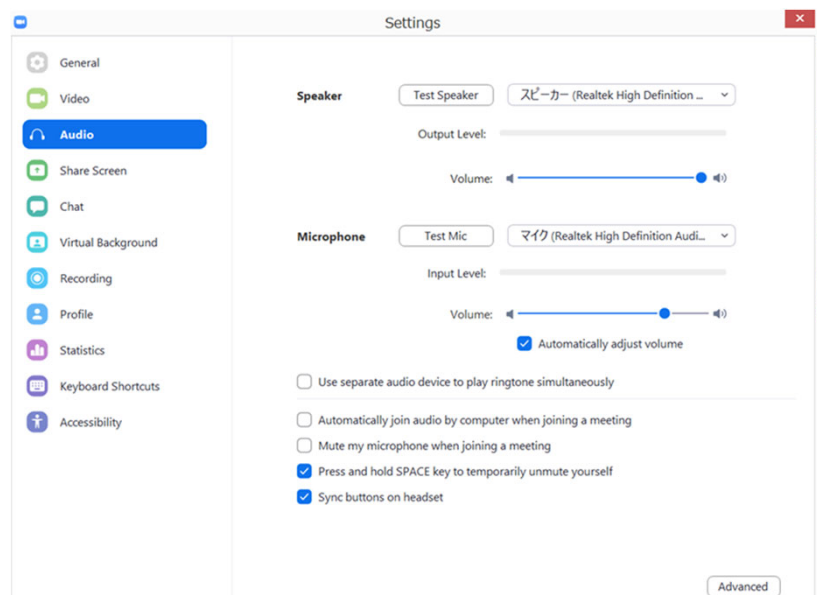 Settings
General
Video
Audio
Share Screen
Chat
Virtual Background
Recording
Profile
Statistics
Keyboard Shortcuts
Accessibility
Speaker
Test Speaker
スピーカー (Realtek High Definition ...
Output Level:
Volume:
Microphone
Test Mic
マイク (Realtek High Definition Audi...
Input Level:
Volume:
Automatically adjust volume
Use separate audio device to play ringtone simultaneously
Automatically join audio by computer when joining a meeting
Mute my microphone when joining a meeting
Press and hold SPACE key to temporarily unmute yourself
Sync buttons on headset
Advanced